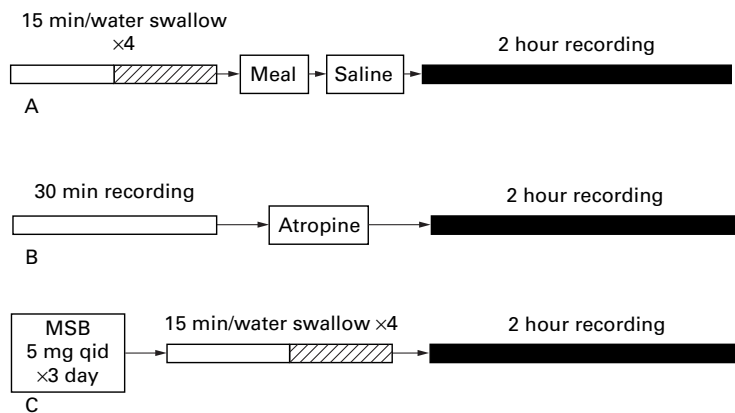 15 min/water swallow
×4
2 hour recording
Meal
Saline
A
30 min recording
2 hour recording
Atropine
B
MSB
5 mg qid
×3 day
15 min/water swallow ×4
2 hour recording
C